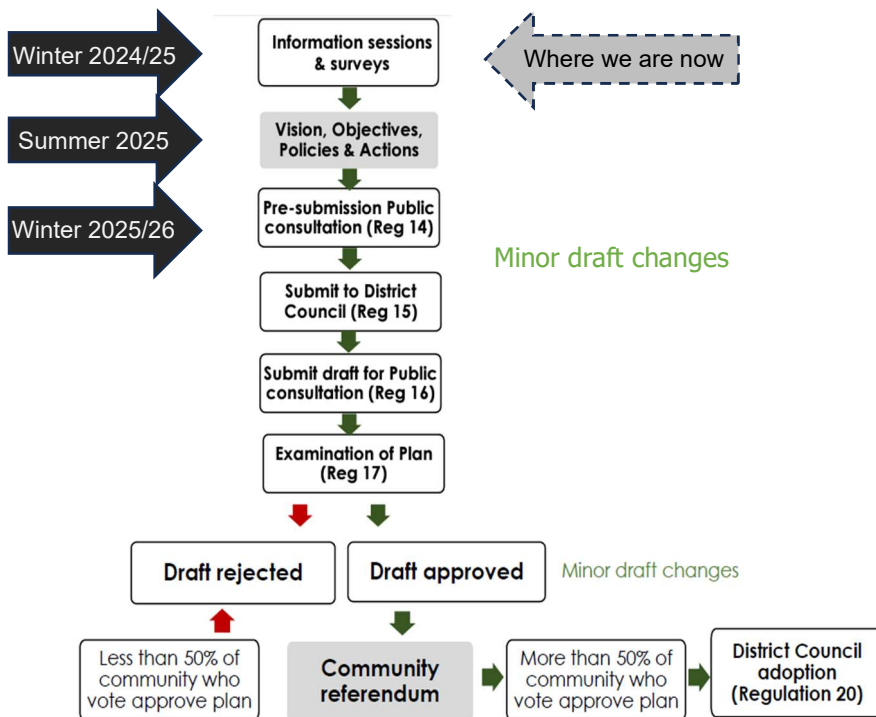 Winter 2024/25
Information sessions
& surveys
Where we are now
Summer 2025
Vision, Objectives,
Policies & Actions
Winter 2025/26
Pre-submission Public
consultation (Reg 14)
Minor draft changes
Submit to District
Council (Reg 15)
Submit draft for Public
consultation (Reg 16)
Examination of Plan
(Reg 17)
Draft rejected
Draft approved
Minor draft changes
Less than 50% of
community who
vote approve plan
Community
referendum
More than 50% of
community who
vote approve plan
District Council
adoption
(Regulation 20)